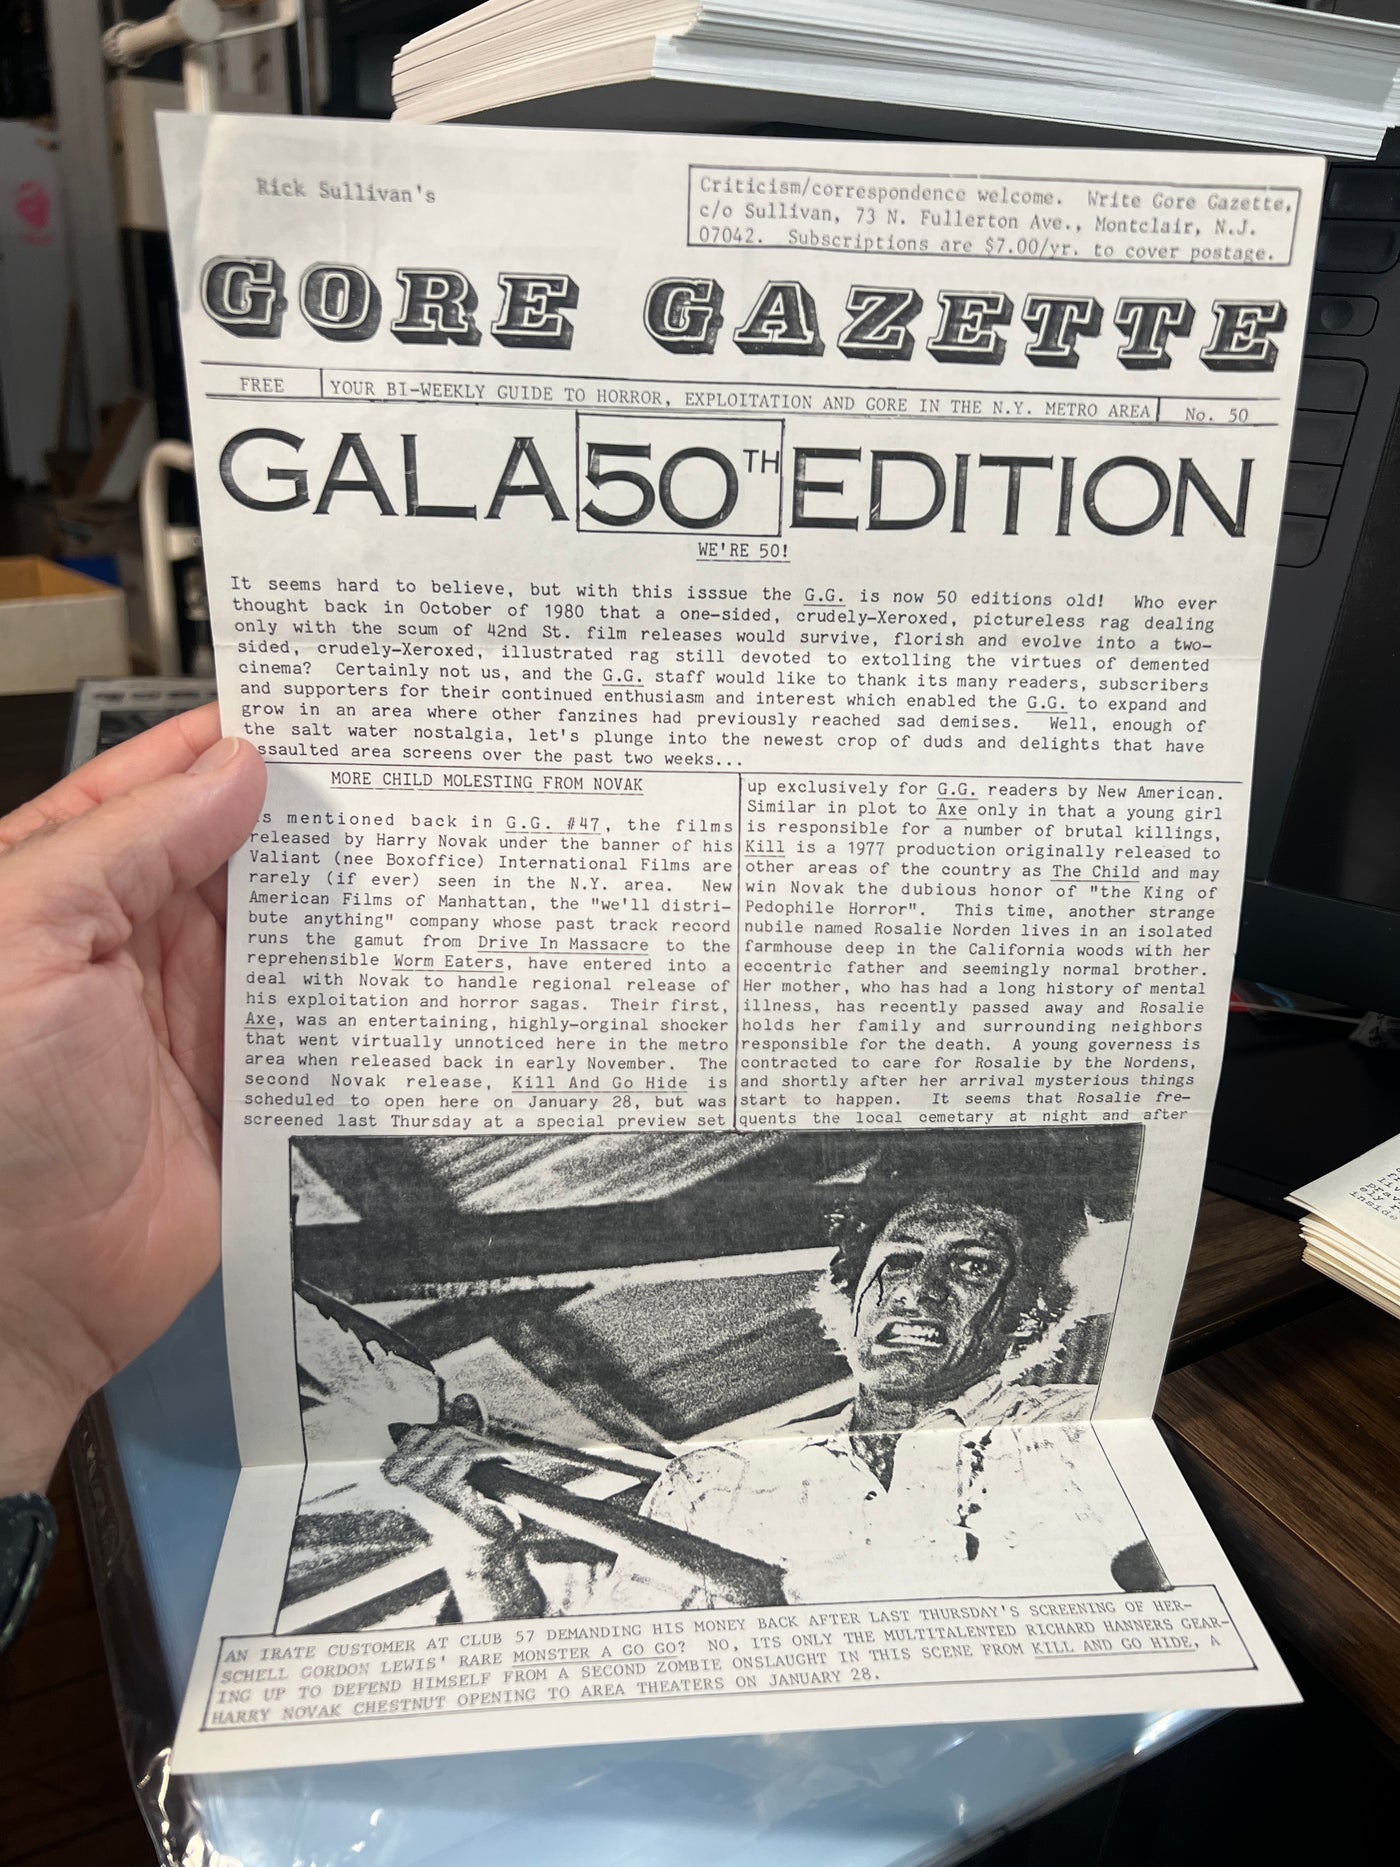 Rick Sullivan's
Criticism/correspondence welcome. Write Gore Gazette,
c/o Sullivan, 73 N. Fullerton Ave., Montclair, N.J.
07042. Subscriptions are $7.00/yr. to cover postage.
GORE GAZETTE
FREE
YOUR BI-WEEKLY GUIDE TO HORROR, EXPLOITATION AND GORE IN THE N.Y. METRO AREA
No. 50
GALA 50TH EDITION
WE'RE 50!
It seems hard to believe, but with this isssue the G.G. is now 50 editions old! Who ever
thought back in October of 1980 that a one-sided, crudely-Xeroxed, pictureless rag dealing
only with the scum of 42nd St. film releases would survive, florish and evolve into a two-
sided, crudely-Xeroxed, illustrated rag still devoted to extolling the virtues of demented
cinema? Certainly not us, and the G.G. staff would like to thank its many readers, subscribers
and supporters for their continued enthusiasm and interest which enabled the G.G. to expand and
grow in an area where other fanzines had previously reached sad demises. Well, enough of
the salt water nostalgia, let's plunge into the newest crop of duds and delights that have
ssaulted area screens over the past two weeks...
MORE CHILD MOLESTING FROM NOVAK
s mentioned back in G.G. #47, the films
released by Harry Novak under the banner of his
Valiant (nee Boxoffice) International Films are
rarely (if ever) seen in the N.Y. area. New
American Films of Manhattan, the "we'll distri-
bute anything" company whose past track record
runs the gamut from Drive In Massacre to the
reprehensible Worm Eaters, have entered into a
deal with Novak to handle regional release of
his exploitation and horror sagas. Their first,
Axe, was an entertaining, highly-orginal shocker
that went virtually unnoticed here in the metro
area when released back in early November. The
second Novak release, Kill And Go Hide is
scheduled to open here on January 28, but was
screened last Thursday at a special preview set
up exclusively for G.G. readers by New American.
Similar in plot to Axe only in that a young girl
is responsible for a number of brutal killings,
Kill is a 1977 production originally released to
other areas of the country as The Child and may
win Novak the dubious honor of "the King of
Pedophile Horror". This time, another strange
nubile named Rosalie Norden lives in an isolated
farmhouse deep in the California woods with her
eccentric father and seemingly normal brother.
Her mother, who has had a long history of mental
illness, has recently passed away and Rosalie
holds her family and surrounding neighbors
responsible for the death. A young governess is
contracted to care for Rosalie by the Nordens,
and shortly after her arrival mysterious things
start to happen. It seems that Rosalie fre-
quents the local cemetary at night and after
AN IRATE CUSTOMER AT CLUB 57 DEMANDING HIS MONEY BACK AFTER LAST THURSDAY'S SCREENING OF HER-
SCHELL GORDON LEWIS' RARE MONSTER A GO GO? NO, ITS ONLY THE MULTITALENTED RICHARD HANNERS GEAR-
ING UP TO DEFEND HIMSELF FROM A SECOND ZOMBIE ONSLAUGHT IN THIS SCENE FROM KILL AND GO HIDE, A
HARRY NOVAK CHESTNUT OPENING TO AREA THEATERS ON JANUARY 28.